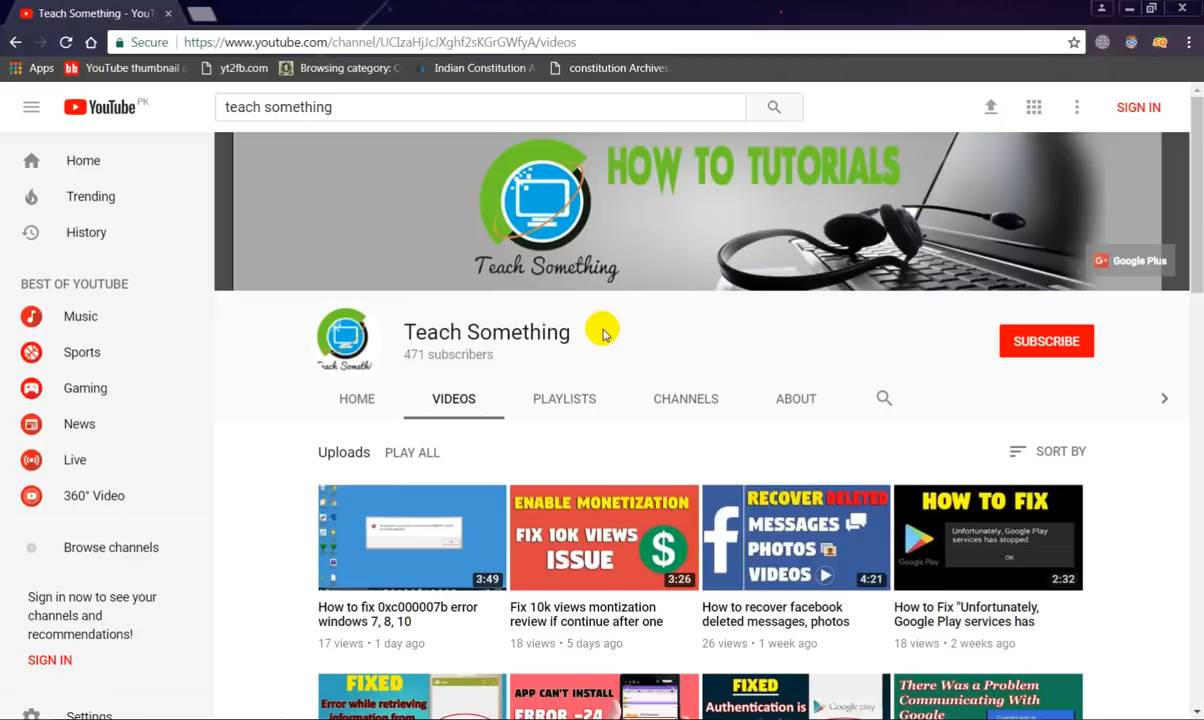 Teach Something - YouT
Secure
https://www.youtube.com/channel/UCIzaHjJcJXghf2sKGrGWfyA/videos
Apps
YouTube thumbnail
yt2fb.com
Browsing category: C
Indian Constitution A
constitution Archives
YouTube PK
teach something
SIGN IN
Home
Trending
History
BEST OF YOUTUBE
Music
Sports
Gaming
News
Live
360° Video
Browse channels
Sign in now to see your
channels and
recommendations!
SIGN IN
Settings
HOW TO TUTORIALS
Teach Something
Google Plus
Teach Something
471 subscribers
SUBSCRIBE
HOME
VIDEOS
PLAYLISTS
CHANNELS
ABOUT
Uploads
PLAY ALL
SORT BY
3:49
How to fix 0xc000007b error
windows 7, 8, 10
17 views • 1 day ago
ENABLE MONETIZATION
FIX 10K VIEWS
ISSUE
$
3:26
Fix 10k views montization
review if continue after one
18 views • 5 days ago
RECOVER DELETED
MESSAGES
PHOTOS
VIDEOS
4:21
How to recover facebook
deleted messages, photos
26 views • 1 week ago
HOW TO FIX
Unfortunately, Google Play
services has stopped.
OK
Google Play
2:32
How to Fix "Unfortunately,
Google Play services has
18 views • 2 weeks ago
FIXED
Error while retrieving
information from
APP CAN'T INSTALL
ERROR -24
FIXED
Authentication is
Google play
There Was a Problem
Communicating With
Google